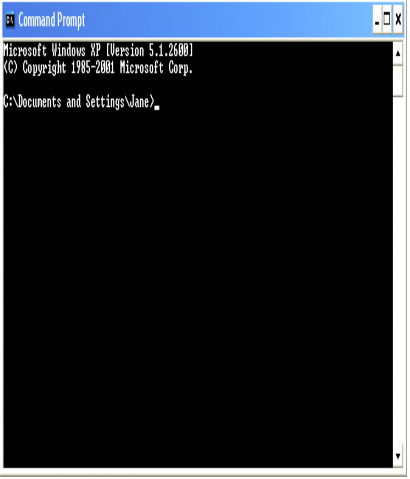 Command Prompt
Microsoft Windows XP [Version 5.1.2600]
(C) Copyright 1985-2001 Microsoft Corp.
C:\Documents and Settings\Jane>_